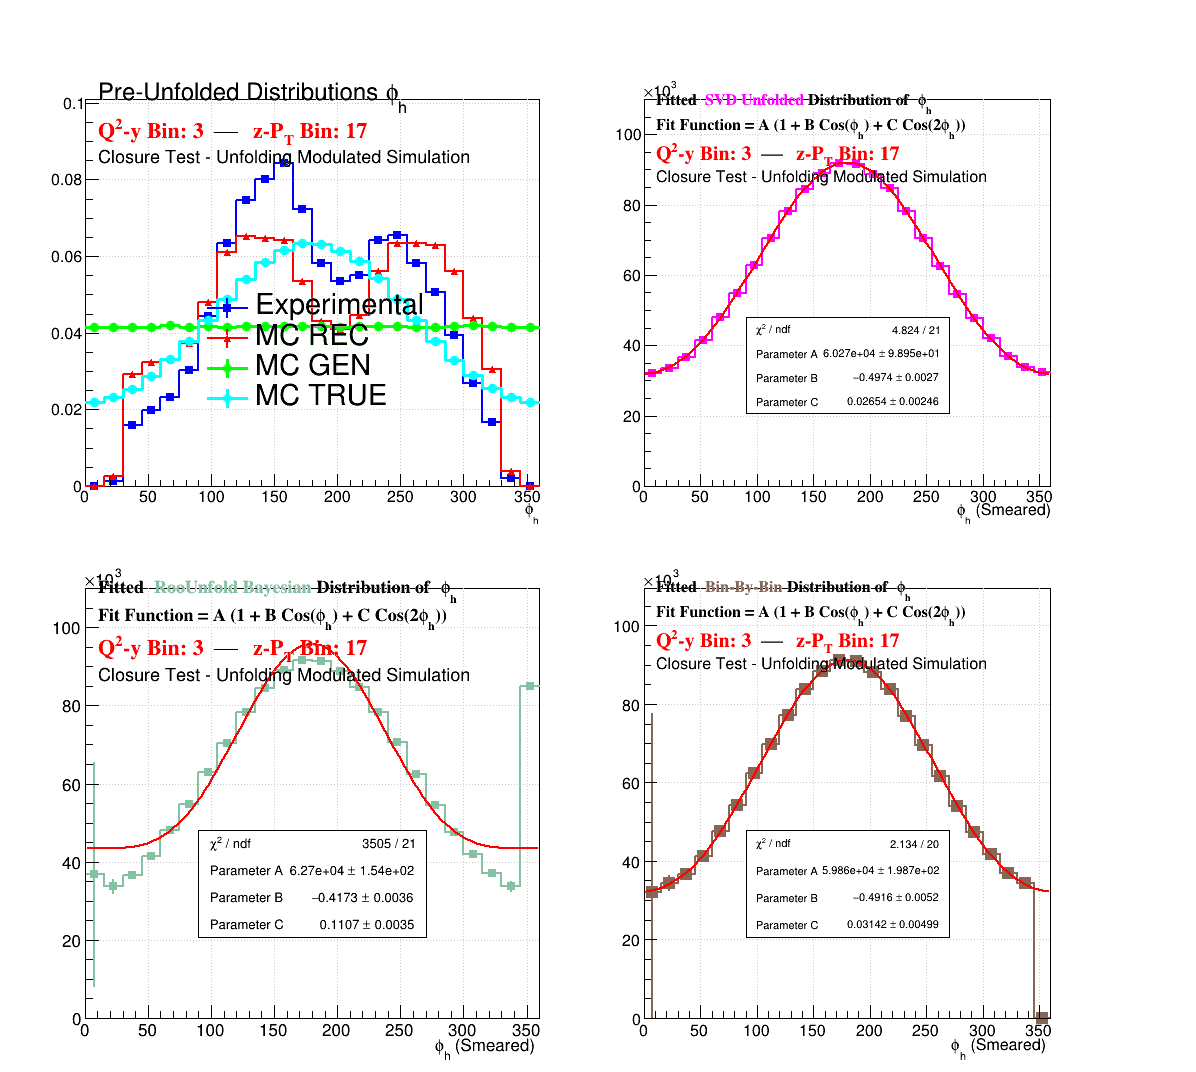 Pre-Unfolded Distributions ϕh
Q2-y Bin: 3 — z-PT Bin: 17
Closure Test - Unfolding Modulated Simulation
0.1
0.08
0.06
0.04
0.02
0
Experimental
MC REC
MC GEN
MC TRUE
0 50 100 150 200 250 300 350
ϕh
×10³
Fitted SVD Unfolded Distribution of ϕh
Fit Function = A (1 + B Cos(ϕh) + C Cos(2ϕh))
Q2-y Bin: 3 — z-PT Bin: 17
Closure Test - Unfolding Modulated Simulation
100
80
60
40
20
0
χ² / ndf 4.824 / 21
Parameter A 6.027e+04 ± 9.895e+01
Parameter B −0.4974 ± 0.0027
Parameter C 0.02654 ± 0.00246
0 50 100 150 200 250 300 350
ϕh (Smeared)
×10³
Fitted RooUnfold Bayesian Distribution of ϕh
Fit Function = A (1 + B Cos(ϕh) + C Cos(2ϕh))
Q2-y Bin: 3 — z-PT Bin: 17
Closure Test - Unfolding Modulated Simulation
100
80
60
40
20
0
χ² / ndf 3505 / 21
Parameter A 6.27e+04 ± 1.54e+02
Parameter B −0.4173 ± 0.0036
Parameter C 0.1107 ± 0.0035
0 50 100 150 200 250 300 350
ϕh (Smeared)
×10³
Fitted Bin-By-Bin Distribution of ϕh
Fit Function = A (1 + B Cos(ϕh) + C Cos(2ϕh))
Q2-y Bin: 3 — z-PT Bin: 17
Closure Test - Unfolding Modulated Simulation
100
80
60
40
20
0
χ² / ndf 2.134 / 20
Parameter A 5.986e+04 ± 1.987e+02
Parameter B −0.4916 ± 0.0052
Parameter C 0.03142 ± 0.00499
0 50 100 150 200 250 300 350
ϕh (Smeared)